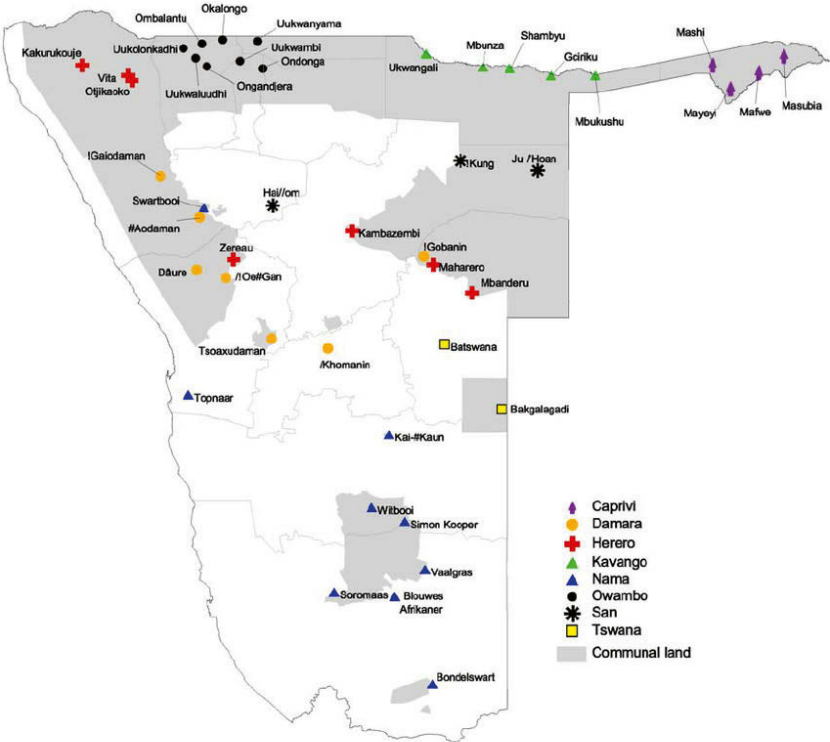 Okalongo
Ombalantu
Uukwanyama
Kakurukouje
Uukolonkadhi
Uukwambi
Ondonga
Vita
Otjikaoko
Uukwaluudhi
Ongandjera
Ukwangali
Mbunza
Shambyu
Gciriku
Mbukushu
Mashi
Mayeyi
Mafwe
Masubia
!Gaiodaman
!Kung
Ju /'Hoan
Swartbooi
Hai//om
#Aodaman
Kambazembi
Zereau
!Gobanin
Dâure
/!Oe#Gan
Maharero
Mbanderu
Tsoaxudaman
/Khomanin
Batswana
Topnaar
Bakgalagadi
Kai-#Kaun
Witbooi
Simon Kooper
Vaalgras
Soromaas
Blouwes
Afrikaner
Bondelswart
Caprivi
Damara
Herero
Kavango
Nama
Owambo
San
Tswana
Communal land